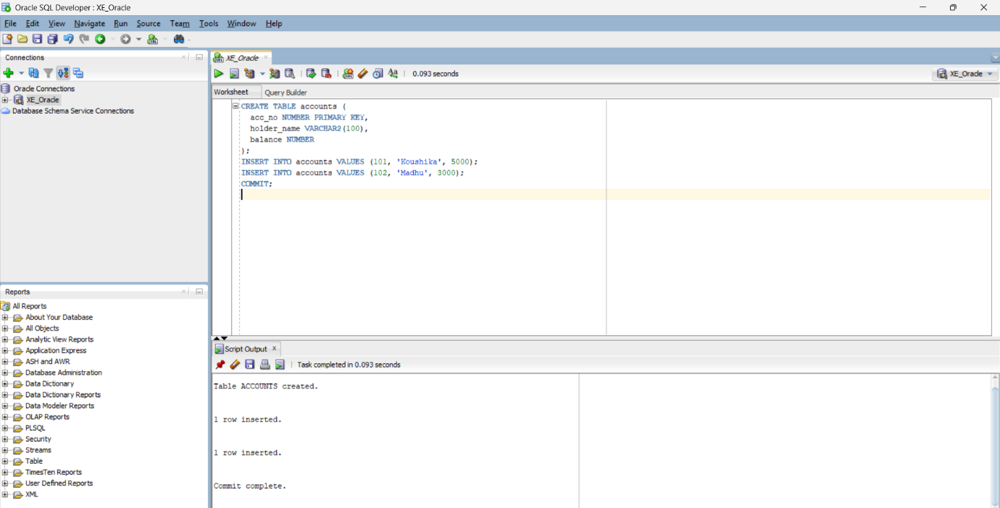 Oracle SQL Developer : XE_Oracle
File Edit View Navigate Run Source Team Tools Window Help
Connections
Oracle Connections
XE_Oracle
Database Schema Service Connections
Reports
All Reports
About Your Database
All Objects
Analytic View Reports
Application Express
ASH and AWR
Database Administration
Data Dictionary
Data Dictionary Reports
Data Modeler Reports
OLAP Reports
PLSQL
Security
Streams
Table
TimesTen Reports
User Defined Reports
XML
XE_Oracle
0.093 seconds
XE_Oracle
Worksheet Query Builder
CREATE TABLE accounts (
acc_no NUMBER PRIMARY KEY,
holder_name VARCHAR2(100),
balance NUMBER
);
INSERT INTO accounts VALUES (101, 'Koushika', 5000);
INSERT INTO accounts VALUES (102, 'Madhu', 3000);
COMMIT;
Script Output
Task completed in 0.093 seconds
Table ACCOUNTS created.
1 row inserted.
1 row inserted.
Commit complete.